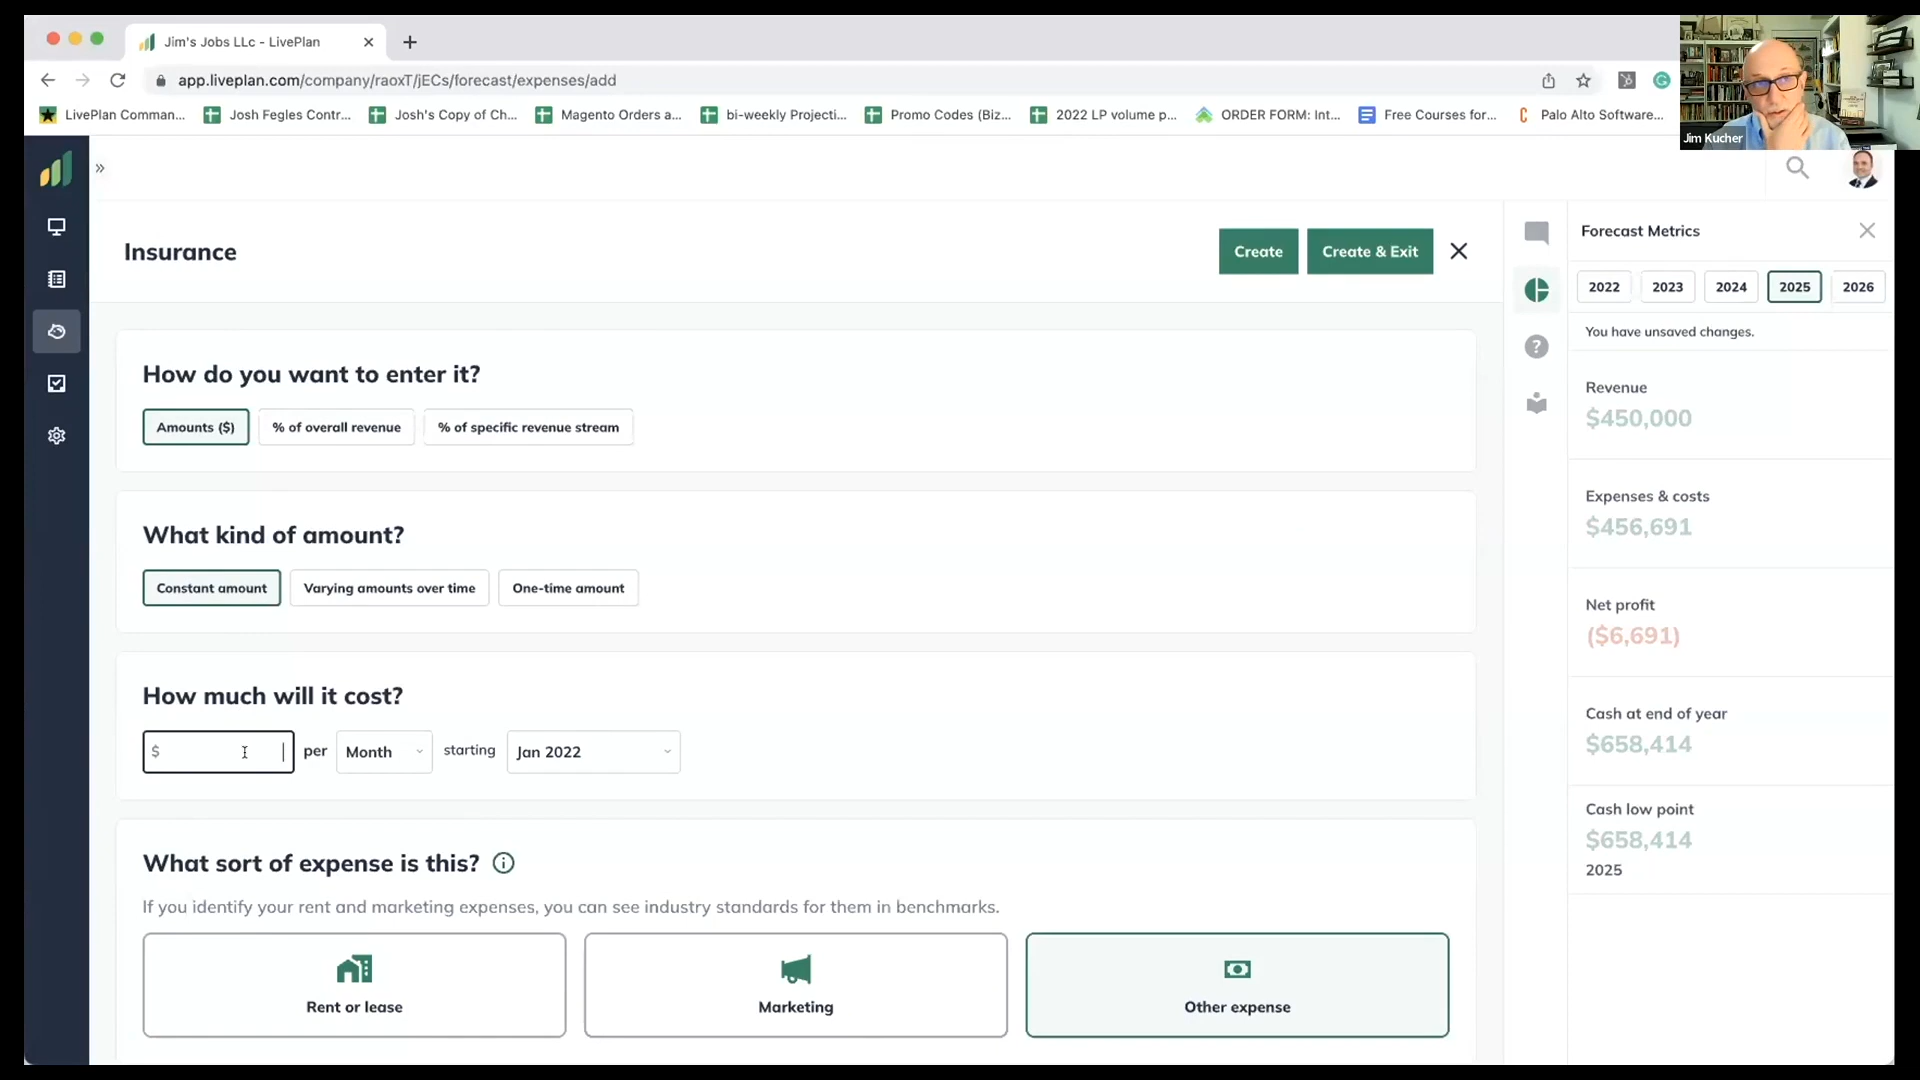 Jim's Jobs LLc - LivePlan
app.liveplan.com/company/raoxT/jECs/forecast/expenses/add
LivePlan Comman... Josh Fegles Contr... Josh's Copy of Ch... Magento Orders a... bi-weekly Projecti... Promo Codes (Biz... 2022 LP volume p... ORDER FORM: Int... Free Courses for... Palo Alto Software...
Jim Kucher
Insurance
Create
Create & Exit
How do you want to enter it?
Amounts ($) % of overall revenue % of specific revenue stream
What kind of amount?
Constant amount Varying amounts over time One-time amount
How much will it cost?
$ per Month starting Jan 2022
What sort of expense is this?
If you identify your rent and marketing expenses, you can see industry standards for them in benchmarks.
Rent or lease
Marketing
Other expense
Forecast Metrics
2022 2023 2024 2025 2026
You have unsaved changes.
Revenue
$450,000
Expenses & costs
$456,691
Net profit
($6,691)
Cash at end of year
$658,414
Cash low point
$658,414
2025